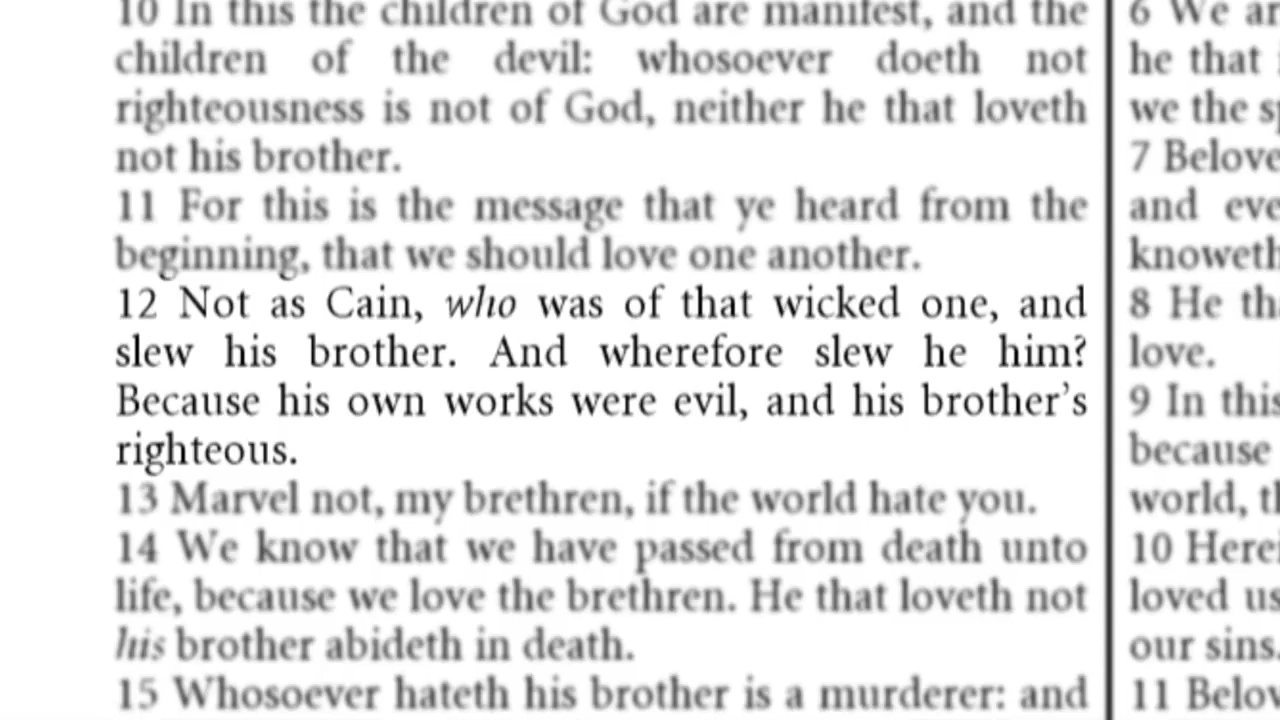 10 In this the children of God are manifest, and the
children of the devil: whosoever doeth not
righteousness is not of God, neither he that loveth
not his brother.
11 For this is the message that ye heard from the
beginning, that we should love one another.
12 Not as Cain, who was of that wicked one, and
slew his brother. And wherefore slew he him?
Because his own works were evil, and his brother’s
righteous.
13 Marvel not, my brethren, if the world hate you.
14 We know that we have passed from death unto
life, because we love the brethren. He that loveth not
his brother abideth in death.
15 Whosoever hateth his brother is a murderer: and
6 We
he that
we the
7
and
knoweth
8 He
love.
9 In this
because
world,
10
loved us
our sins.
11